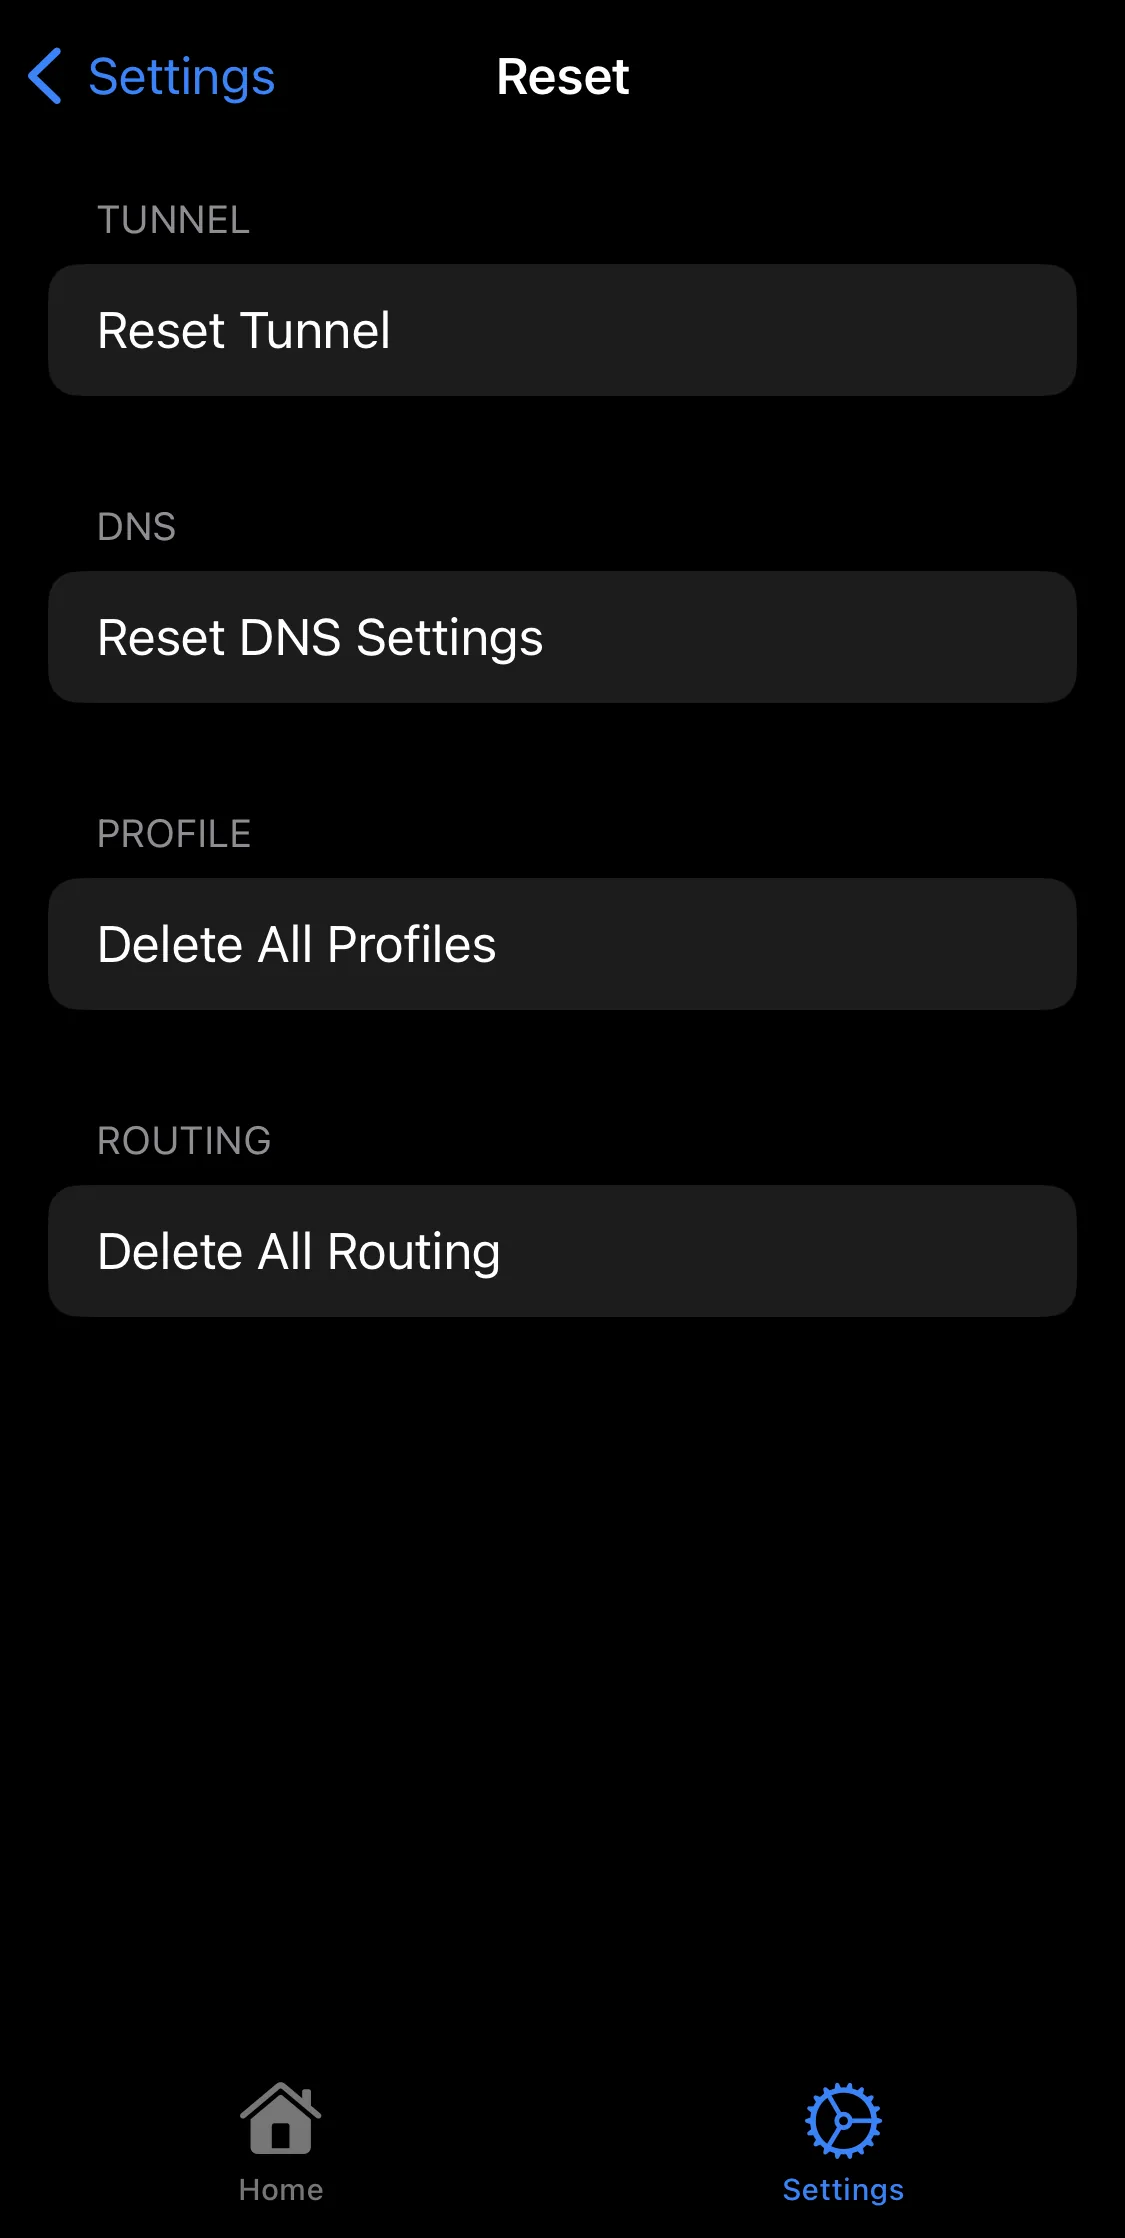 Settings
Reset
TUNNEL
Reset Tunnel
DNS
Reset DNS Settings
PROFILE
Delete All Profiles
ROUTING
Delete All Routing
Home
Settings